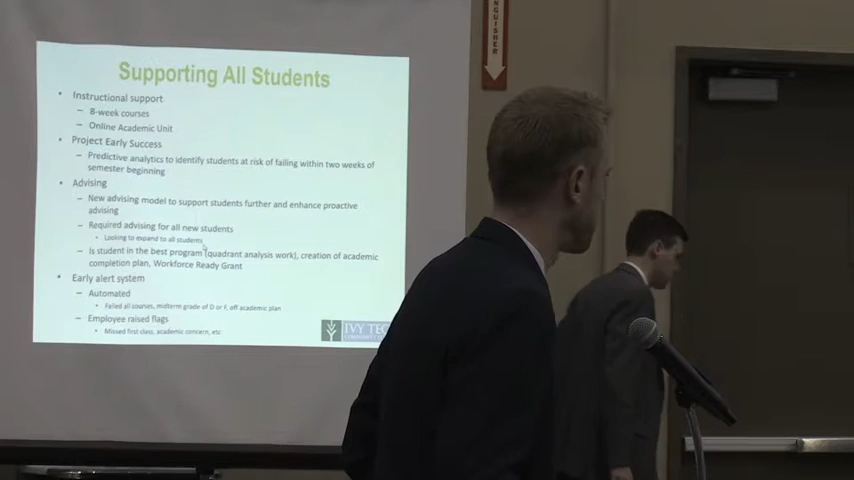 Supporting All Students
• Instructional support
– 8-week courses
– Online Academic Unit
• Project Early Success
– Predictive analytics to identify students at risk of failing within two weeks of
semester beginning
• Advising
– New advising model to support students further and enhance proactive
advising
– Required advising for all new students
• Looking to expand to all students
– Is student in the best program (quadrant analysis work), creation of academic
completion plan, Workforce Ready Grant
• Early alert system
– Automated
• Failed all courses, midterm grade of D or F, off academic plan
– Employee raised flags
• Missed first class, academic concern, etc.
IVY TEC
INGUISHER